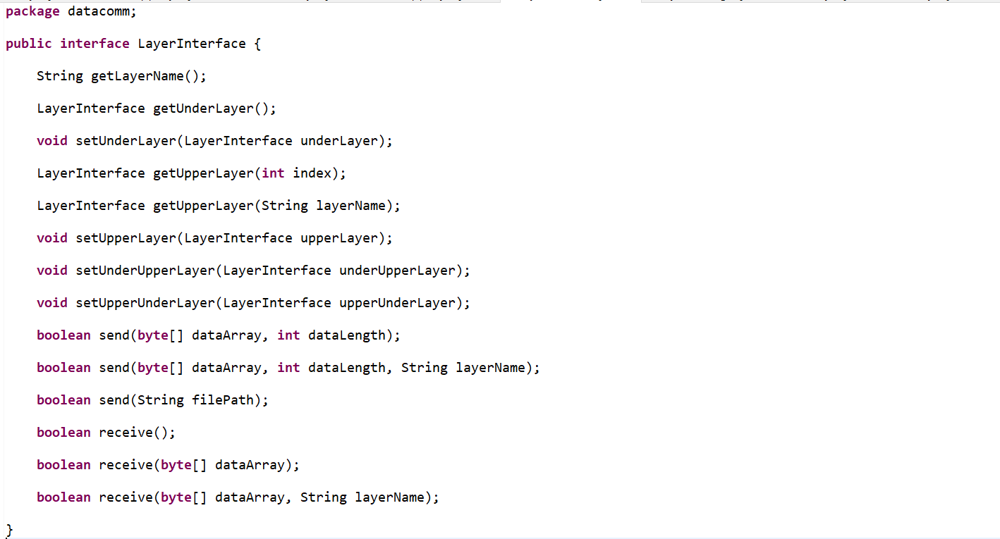 package datacomm;
public interface LayerInterface {
String getLayerName();
LayerInterface getUnderLayer();
void setUnderLayer(LayerInterface underLayer);
LayerInterface getUpperLayer(int index);
LayerInterface getUpperLayer(String layerName);
void setUpperLayer(LayerInterface upperLayer);
void setUnderUpperLayer(LayerInterface underUpperLayer);
void setUpperUnderLayer(LayerInterface upperUnderLayer);
boolean send(byte[] dataArray, int dataLength);
boolean send(byte[] dataArray, int dataLength, String layerName);
boolean send(String filePath);
boolean receive();
boolean receive(byte[] dataArray);
boolean receive(byte[] dataArray, String layerName);
}